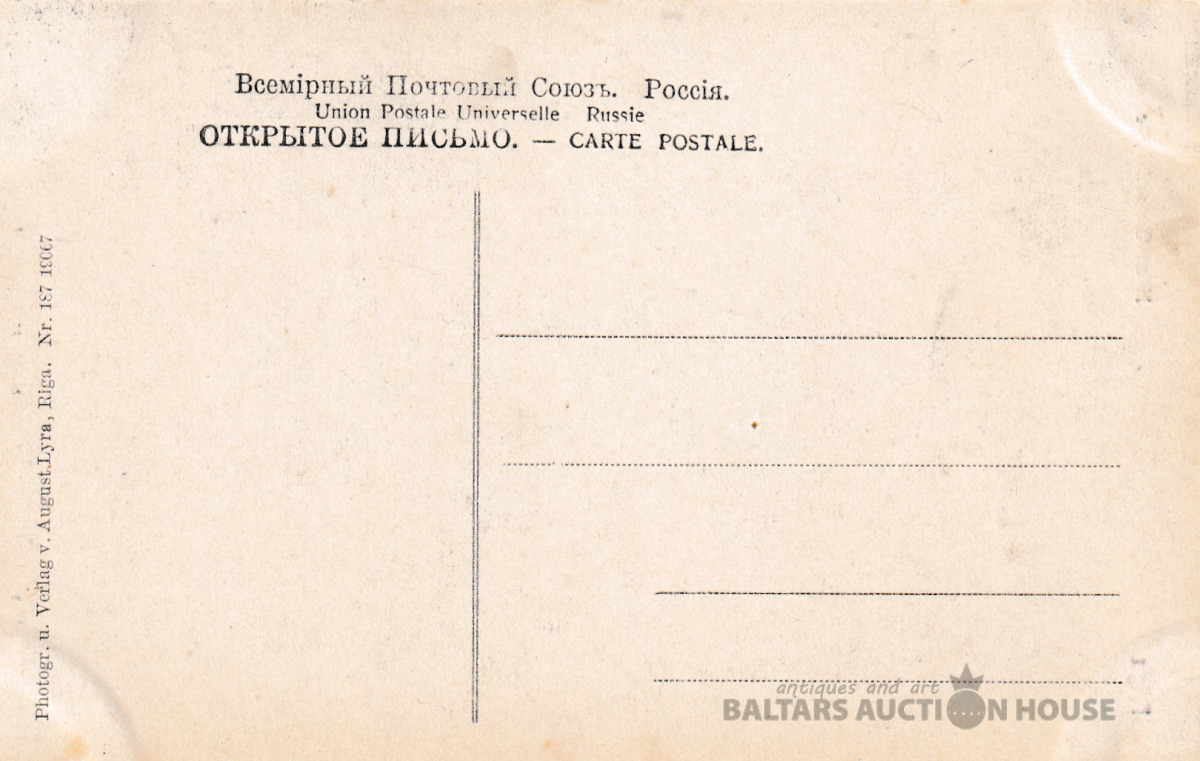 Всемірный Почтовый Союзъ. Россія.
Union Postale Universelle Russie
ОТКРЫТОЕ ПИСЬМО. — CARTE POSTALE.
Photogr. u. Verlag v. August Lyra, Riga. Nr. 187 19067
antiques and art
BALTARS AUCTION HOUSE